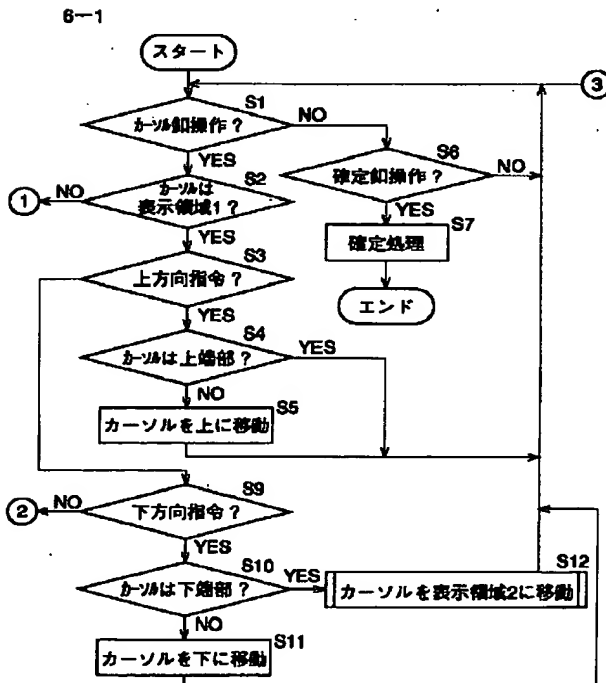 6—1
スタート
③
S1
カーソル釦操作？
NO
YES
S2
カーソルは
表示領域1？
NO
①
YES
S6
確定釦操作？
NO
YES
S7
確定処理
エンド
S3
上方向指令？
YES
S4
カーソルは上端部？
YES
NO
S5
カーソルを上に移動
S9
下方向指令？
NO
②
YES
S10
カーソルは下端部？
YES
S12
カーソルを表示領域2に移動
NO
S11
カーソルを下に移動